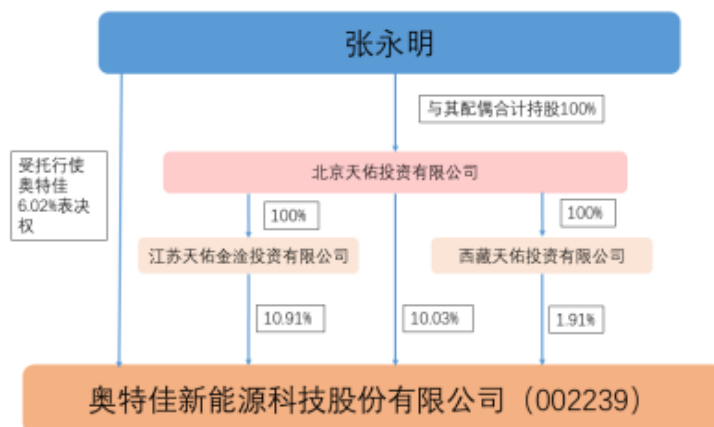 张永明
与其配偶合计持股100%
受托行使
奥特佳
6.02%表决
权
北京天佑投资有限公司
100%
100%
江苏天佑金淦投资有限公司
西藏天佑投资有限公司
10.91%
10.03%
1.91%
奥特佳新能源科技股份有限公司（002239）